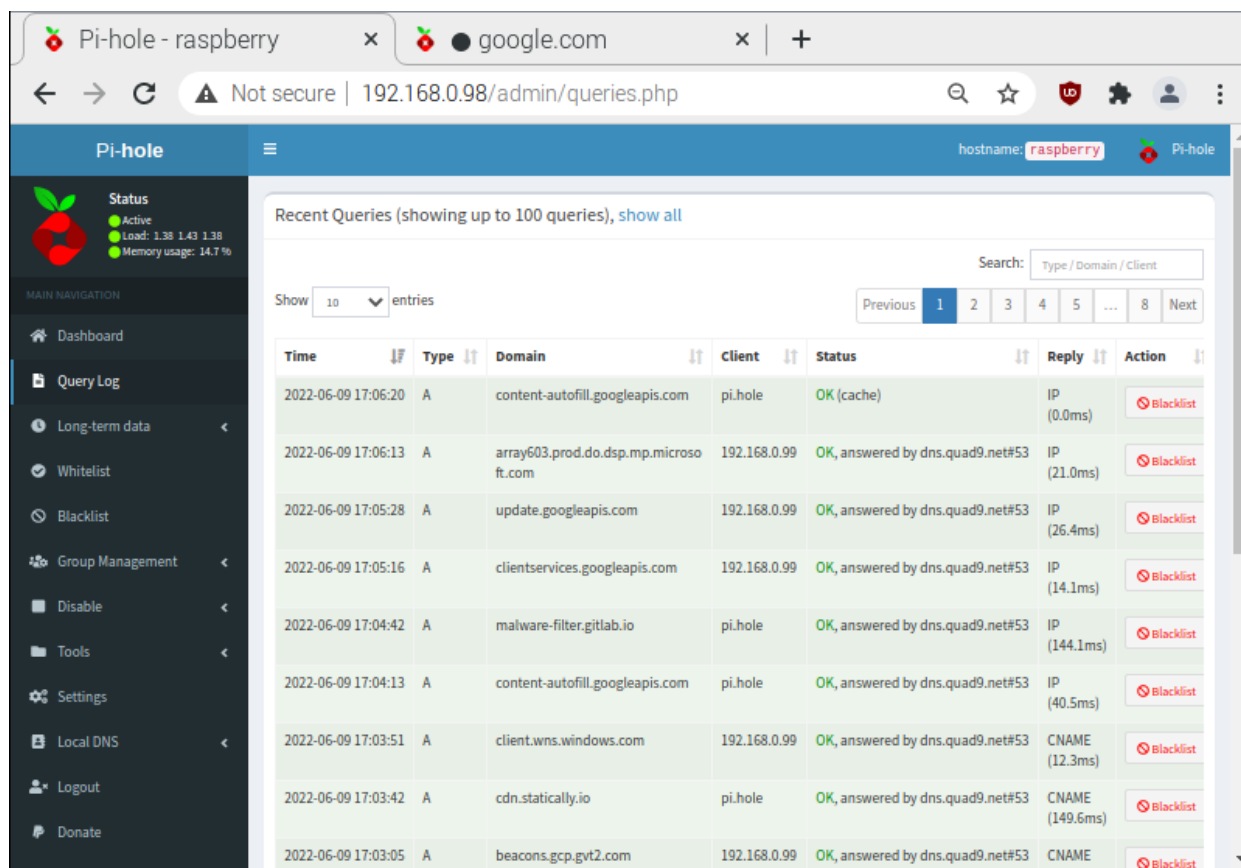 Pi-hole - raspberry
google.com
Not secure | 192.168.0.98/admin/queries.php
Pi-hole
hostname: raspberry
Pi-hole
Status
Active
Load: 1.38 1.43 1.38
Memory usage: 14.7 %
MAIN NAVIGATION
Dashboard
Query Log
Long-term data
Whitelist
Blacklist
Group Management
Disable
Tools
Settings
Local DNS
Logout
Donate
Recent Queries (showing up to 100 queries), show all
Search: Type / Domain / Client
Show 10 entries
Previous 1 2 3 4 5 ... 8 Next
Time Type Domain Client Status Reply Action
2022-06-09 17:06:20 A content-autofill.googleapis.com pi.hole OK (cache) IP
(0.0ms) Blacklist
2022-06-09 17:06:13 A array603.prod.do.dsp.mp.microso 192.168.0.99 OK, answered by dns.quad9.net#53 IP
ft.com (21.0ms) Blacklist
2022-06-09 17:05:28 A update.googleapis.com 192.168.0.99 OK, answered by dns.quad9.net#53 IP
(26.4ms) Blacklist
2022-06-09 17:05:16 A clientservices.googleapis.com 192.168.0.99 OK, answered by dns.quad9.net#53 IP
(14.1ms) Blacklist
2022-06-09 17:04:42 A malware-filter.gitlab.io pi.hole OK, answered by dns.quad9.net#53 IP
(144.1ms) Blacklist
2022-06-09 17:04:13 A content-autofill.googleapis.com pi.hole OK, answered by dns.quad9.net#53 IP
(40.5ms) Blacklist
2022-06-09 17:03:51 A client.wns.windows.com 192.168.0.99 OK, answered by dns.quad9.net#53 CNAME
(12.3ms) Blacklist
2022-06-09 17:03:42 A cdn.statically.io pi.hole OK, answered by dns.quad9.net#53 CNAME
(149.6ms) Blacklist
2022-06-09 17:03:05 A beacons.gcp.gvt2.com 192.168.0.99 OK, answered by dns.quad9.net#53 CNAME
Blacklist